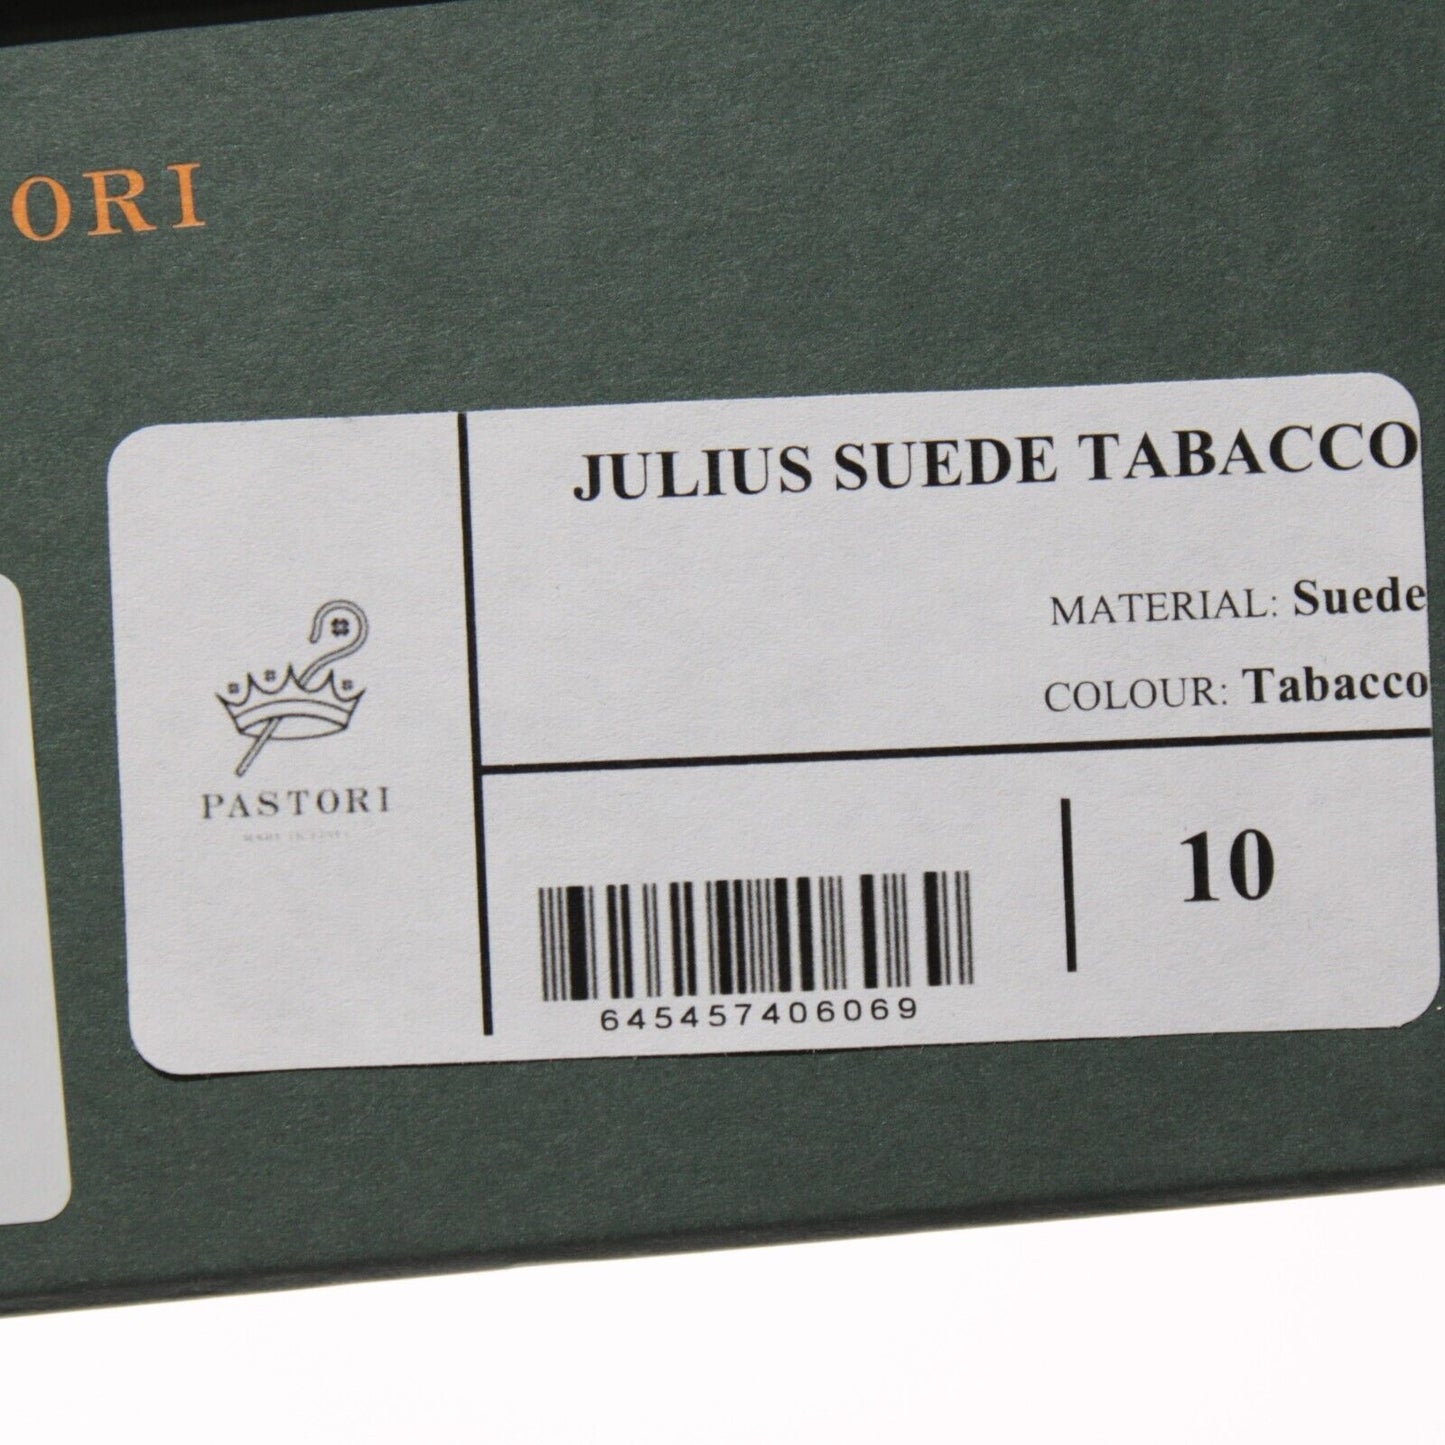 ORI
JULIUS SUEDE TABACCO
MATERIAL: Suede
COLOUR: Tabacco
PASTORI
10
645457406069